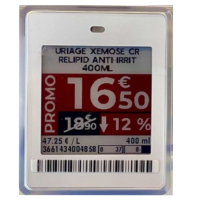 URIAGE XEMOSE CR
RELIPID ANTI-IRRIT
400ML
PROMO
16€50
18€90 12 %
47.25 € / L 400 ml
3661434004858